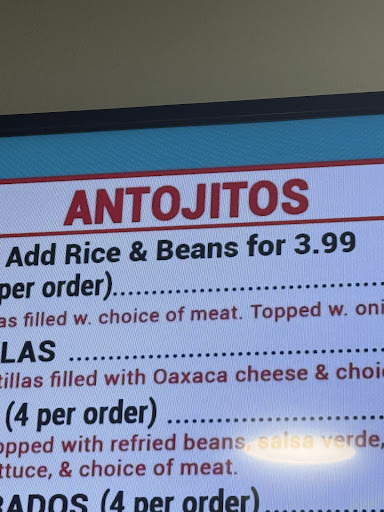 ANTOJITOS
Add Rice & Beans for 3.99
per order)..............................
as filled w. choice of meat. Topped w. oni
LAS ........................................
tillas filled with Oaxaca cheese & choi
(4 per order) ..........................
opped with refried beans, salsa verde,
ttuce, & choice of meat.
RADOS (4 per order)................